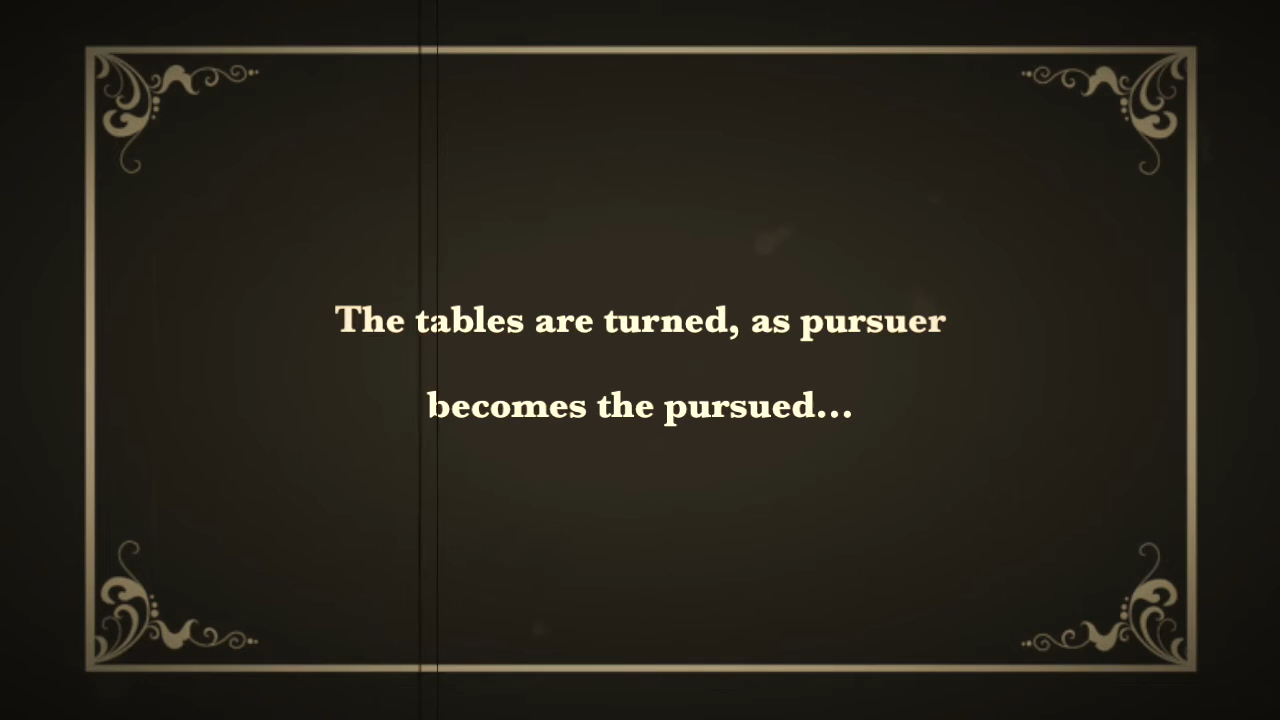 The tables are turned, as pursuer
becomes the pursued...